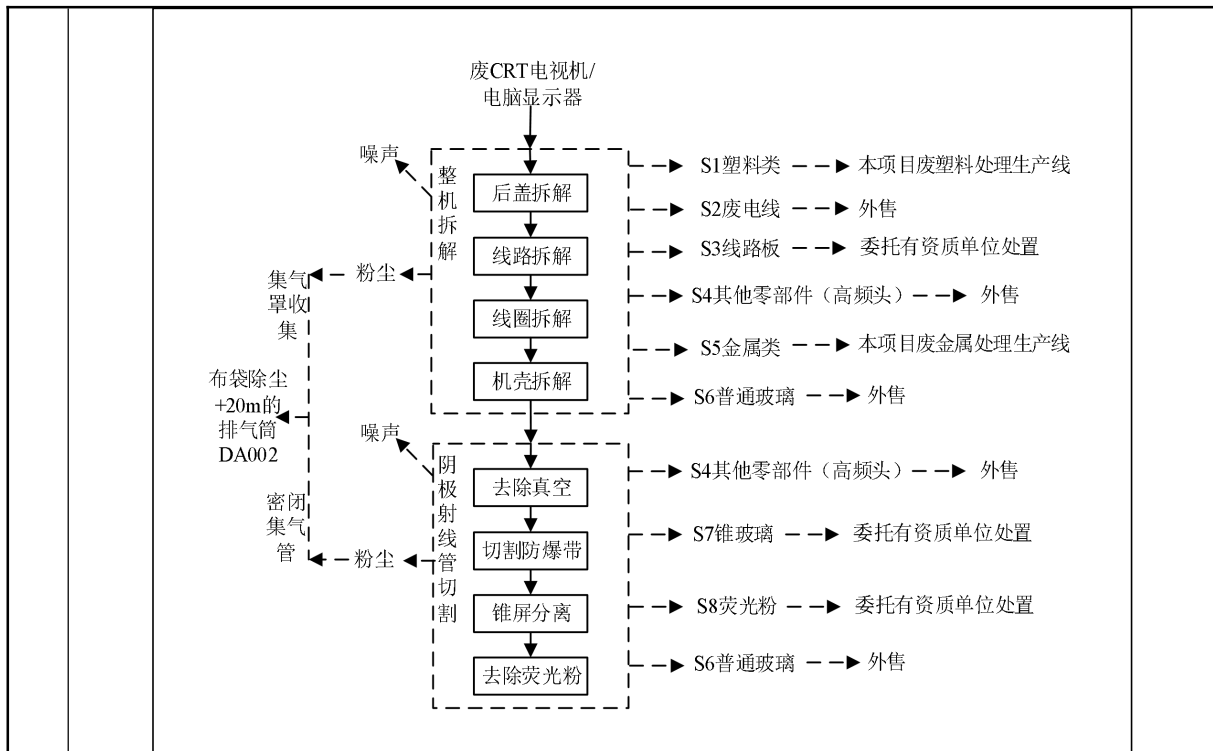 废CRT电视机/
电脑显示器
噪声
整机拆解
后盖拆解
线路拆解
线圈拆解
机壳拆解
S1塑料类
本项目废塑料处理生产线
S2废电线
外售
S3线路板
委托有资质单位处置
S4其他零部件（高频头）
外售
S5金属类
本项目废金属处理生产线
S6普通玻璃
外售
粉尘
集气
罩收
集
布袋除尘
+20m的
排气筒
DA002
密闭
集气
管
粉尘
噪声
阴极射线管切割
去除真空
切割防爆带
锥屏分离
去除荧光粉
S4其他零部件（高频头）
外售
S7锥玻璃
委托有资质单位处置
S8荧光粉
委托有资质单位处置
S6普通玻璃
外售